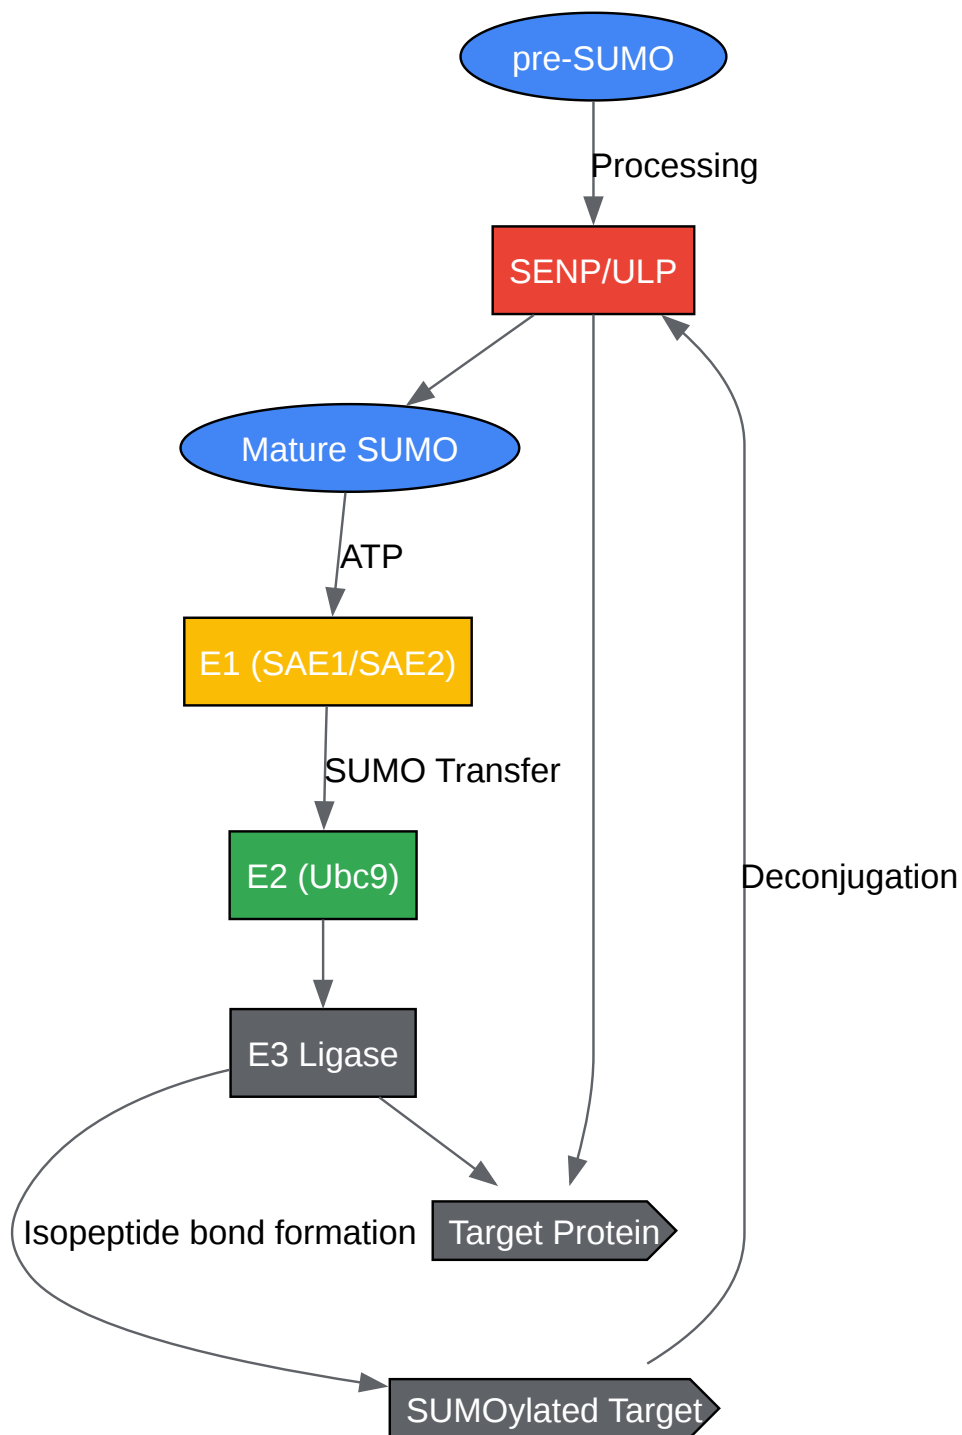 pre-SUMO
Processing
SENP/ULP
Mature SUMO
ATP
E1 (SAE1/SAE2)
SUMO Transfer
E2 (Ubc9)
Deconjugation
E3 Ligase
Isopeptide bond formation
Target Protein
SUMOylated Target